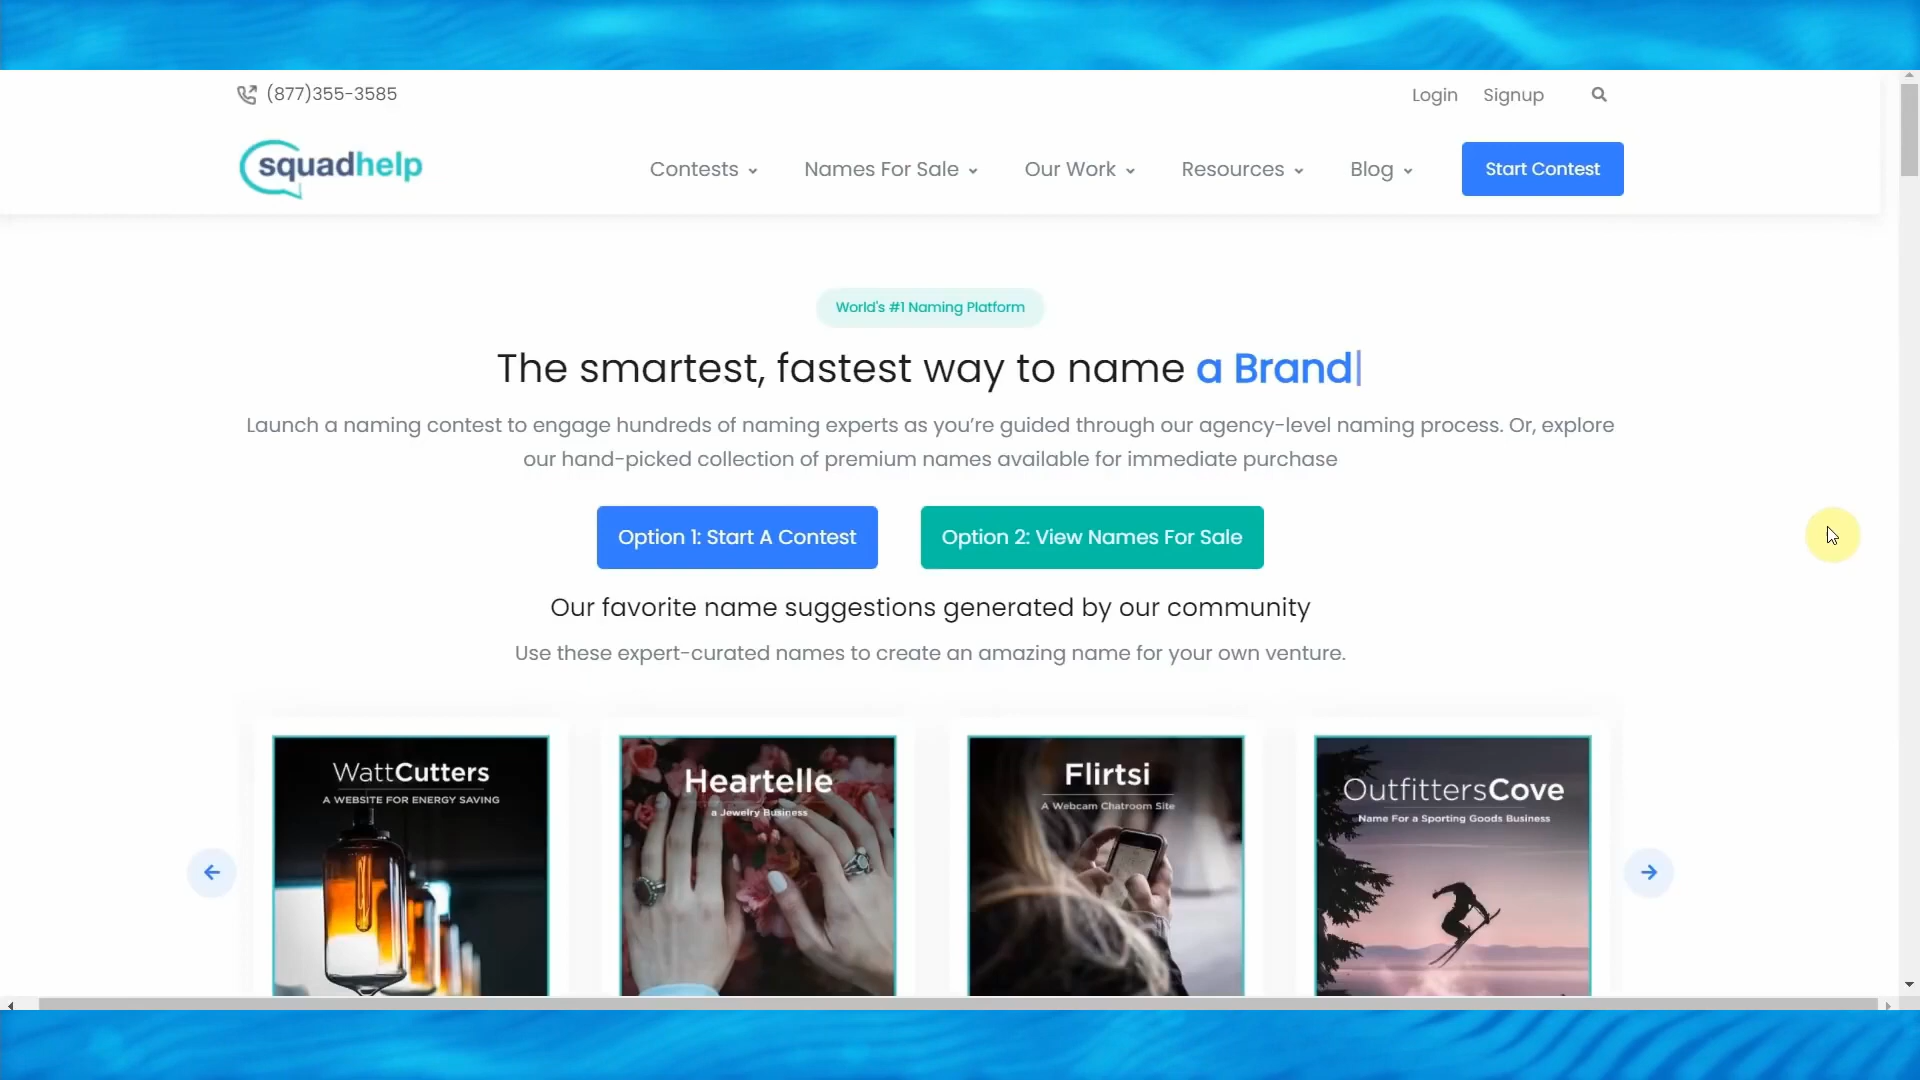 (877)355-3585
Login Signup
squadhelp
Contests Names For Sale Our Work Resources Blog Start Contest
World's #1 Naming Platform
The smartest, fastest way to name a Brand
Launch a naming contest to engage hundreds of naming experts as you’re guided through our agency-level naming process. Or, explore
our hand-picked collection of premium names available for immediate purchase
Option 1: Start A Contest Option 2: View Names For Sale
Our favorite name suggestions generated by our community
Use these expert-curated names to create an amazing name for your own venture.
WattCutters
A WEBSITE FOR ENERGY SAVING
Heartelle
a Jewelry Business
Flirtsi
A Webcam Chatroom Site
OutfittersCove
Name For a Sporting Goods Business